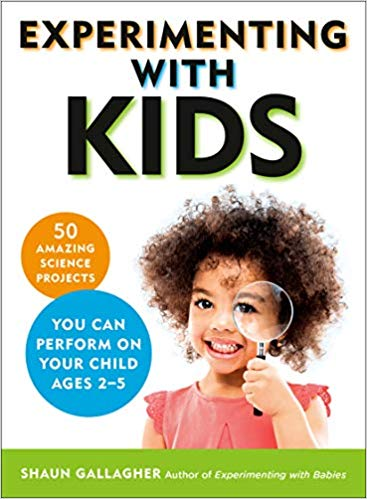 EXPERIMENTING
WITH
KIDS
50
AMAZING
SCIENCE
PROJECTS
YOU CAN
PERFORM ON
YOUR CHILD
AGES 2–5
SHAUN GALLAGHER Author of Experimenting with Babies